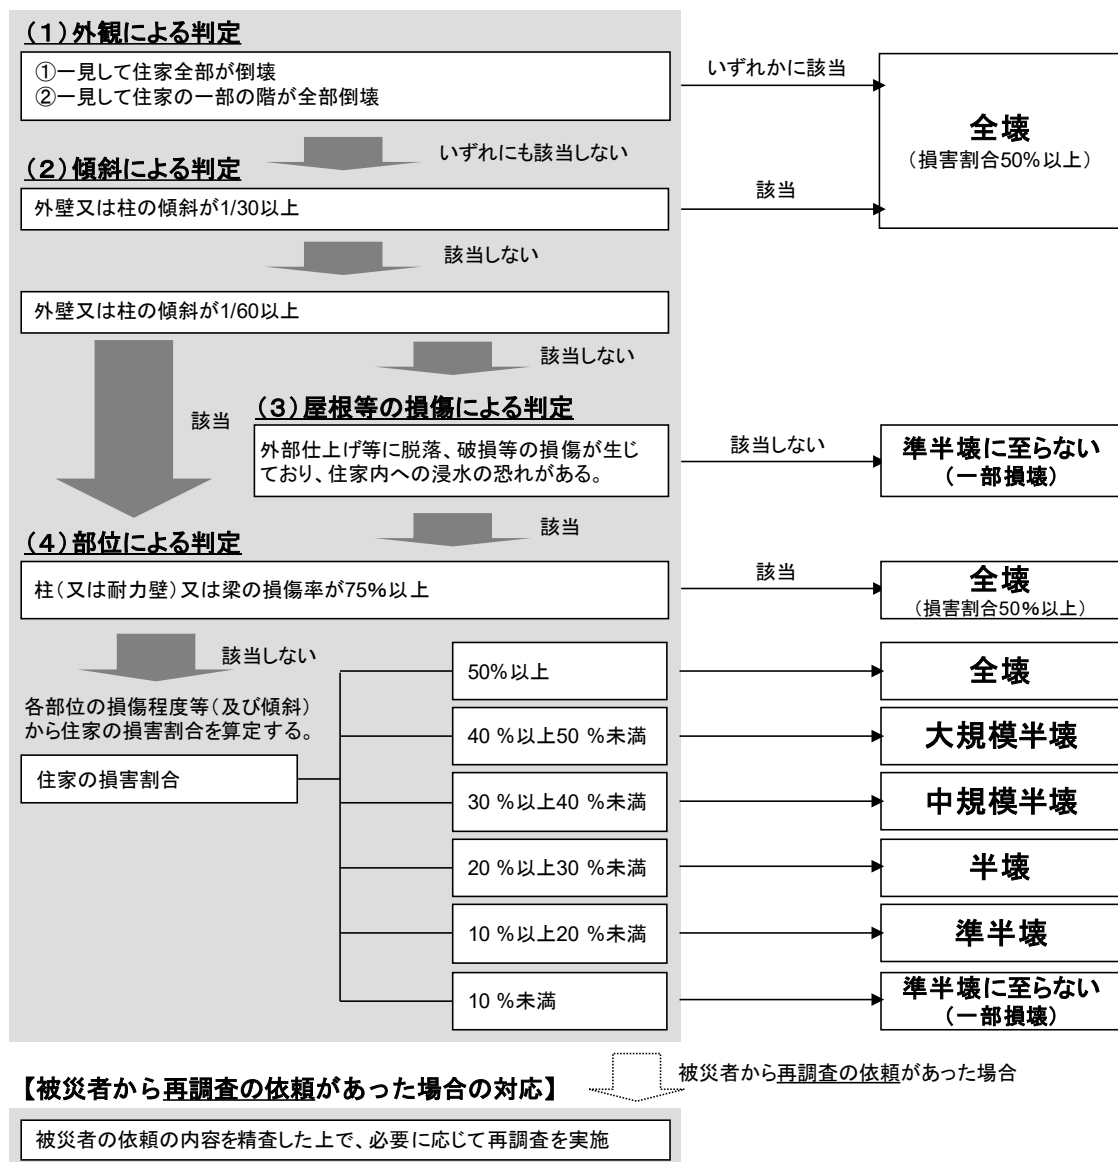 (1)外観による判定
①一見して住家全部が倒壊
②一見して住家の一部の階が全部倒壊
いずれかに該当
全壊
(損害割合50%以上)
いずれにも該当しない
(2)傾斜による判定
外壁又は柱の傾斜が1/30以上
該当
該当しない
外壁又は柱の傾斜が1/60以上
該当しない
該当
(3)屋根等の損傷による判定
外部仕上げ等に脱落、破損等の損傷が生じ
ており、住家内への浸水の恐れがある。
該当しない
準半壊に至らない
(一部損壊)
該当
(4)部位による判定
柱(又は耐力壁)又は梁の損傷率が75%以上
該当
全壊
(損害割合50%以上)
該当しない
各部位の損傷程度等(及び傾斜)
から住家の損害割合を算定する。
住家の損害割合
50%以上
全壊
40 %以上50 %未満
大規模半壊
30 %以上40 %未満
中規模半壊
20 %以上30 %未満
半壊
10 %以上20 %未満
準半壊
10 %未満
準半壊に至らない
(一部損壊)
【被災者から再調査の依頼があった場合の対応】
被災者から再調査の依頼があった場合
被災者の依頼の内容を精査した上で、必要に応じて再調査を実施